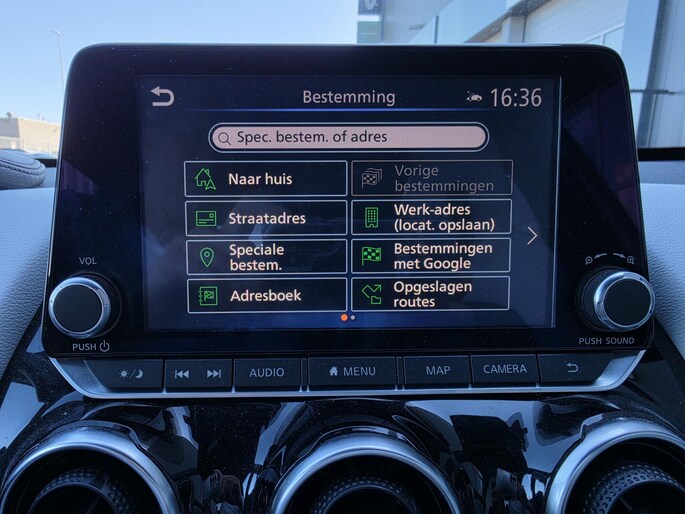 Bestemming
16:36
Spec. bestem. of adres
Naar huis
Vorige
bestemmingen
Straatadres
Werk-adres
(locat. opslaan)
Speciale
bestem.
Bestemmingen
met Google
Adresboek
Opgeslagen
routes
VOL
PUSH
PUSH SOUND
AUDIO
MENU
MAP
CAMERA